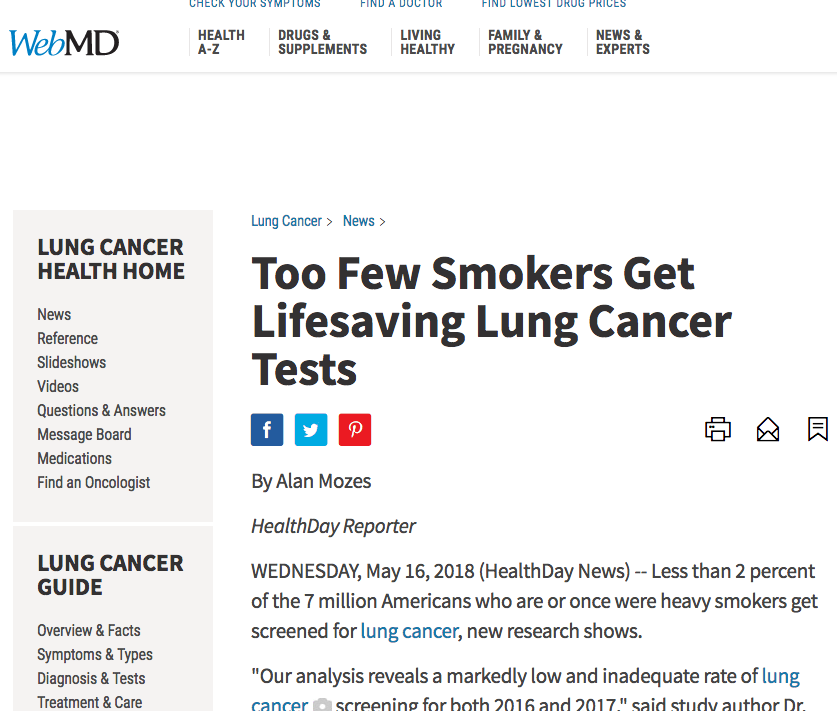 CHECK YOUR SYMPTOMS FIND A DOCTOR FIND LOWEST DRUG PRICES
WebMD
HEALTH
A-Z
DRUGS &
SUPPLEMENTS
LIVING
HEALTHY
FAMILY &
PREGNANCY
NEWS &
EXPERTS
LUNG CANCER
HEALTH HOME
News
Reference
Slideshows
Videos
Questions & Answers
Message Board
Medications
Find an Oncologist
LUNG CANCER
GUIDE
Overview & Facts
Symptoms & Types
Diagnosis & Tests
Treatment & Care
Lung Cancer > News >
Too Few Smokers Get
Lifesaving Lung Cancer
Tests
By Alan Mozes
HealthDay Reporter
WEDNESDAY, May 16, 2018 (HealthDay News) -- Less than 2 percent
of the 7 million Americans who are or once were heavy smokers get
screened for lung cancer, new research shows.
"Our analysis reveals a markedly low and inadequate rate of lung
cancer screening for both 2016 and 2017," said study author Dr.